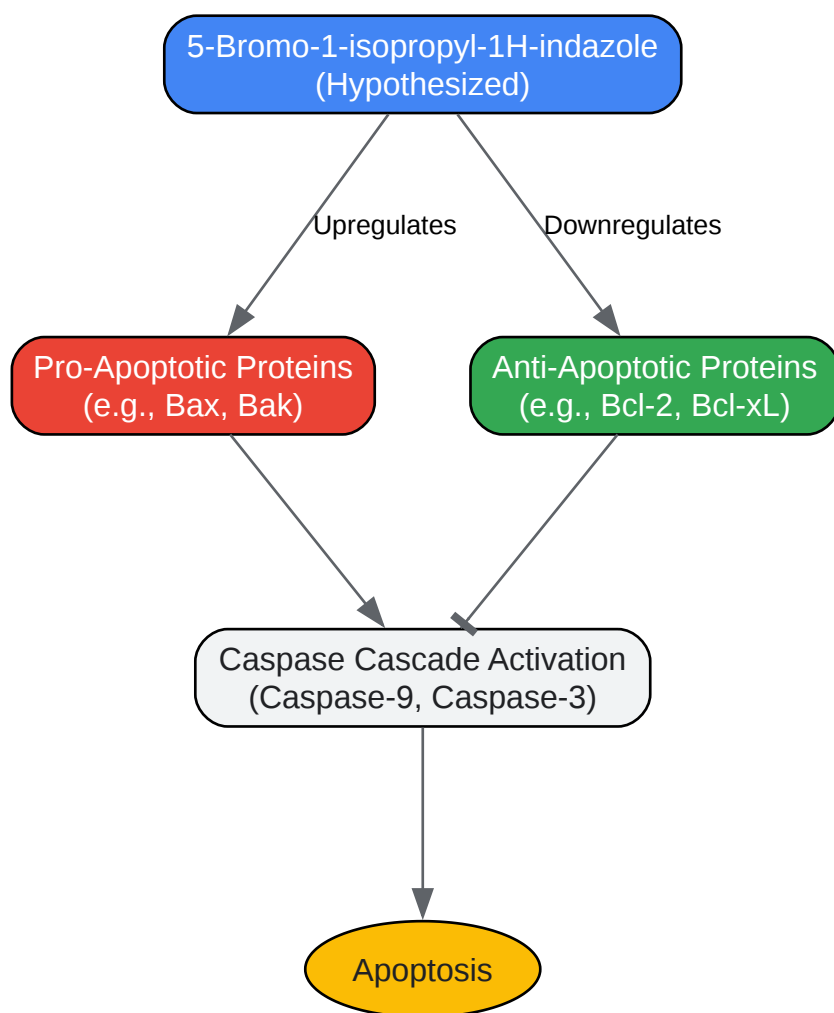 5-Bromo-1-isopropyl-1H-indazole
(Hypothesized)
Upregulates
Downregulates
Pro-Apoptotic Proteins
(e.g., Bax, Bak)
Anti-Apoptotic Proteins
(e.g., Bcl-2, Bcl-xL)
Caspase Cascade Activation
(Caspase-9, Caspase-3)
Apoptosis